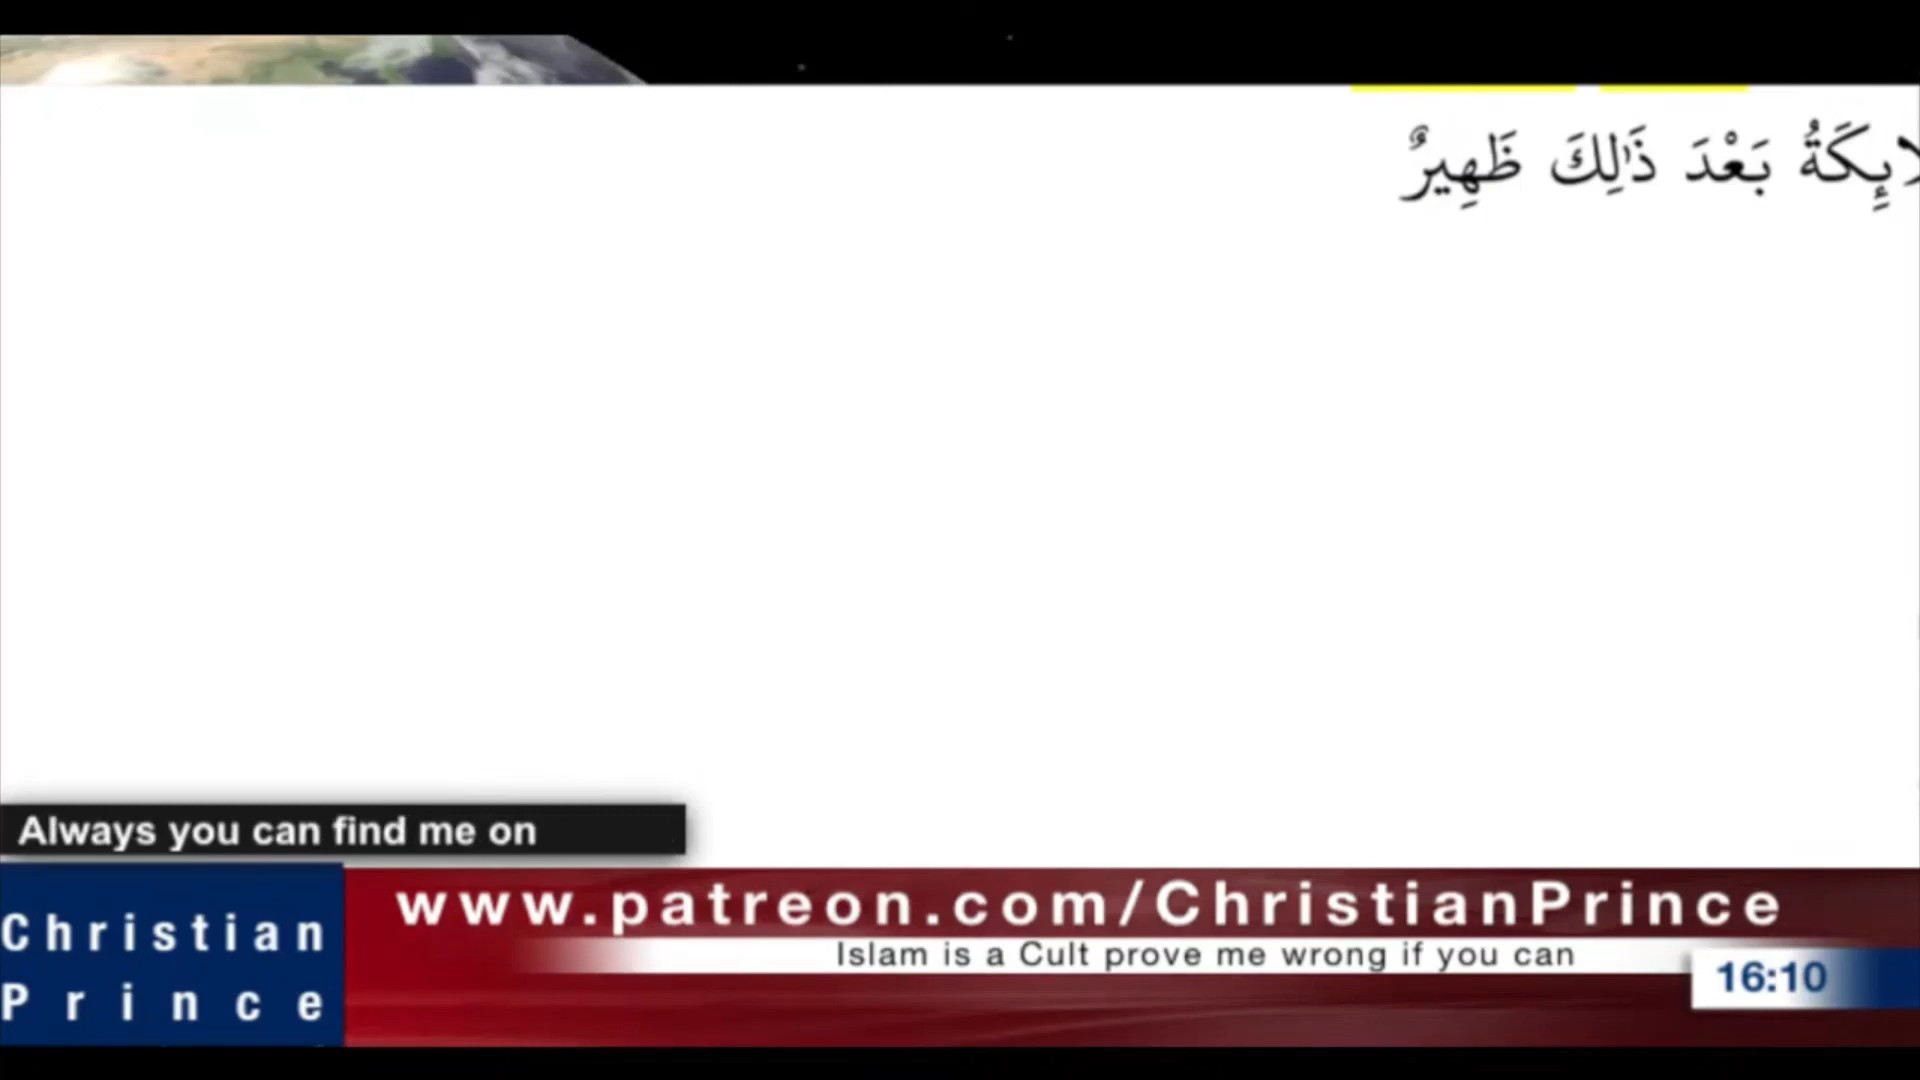 لائِكَةُ بَعْدَ ذَٰلِكَ ظَهِيرٌ
Always you can find me on
Christian
Prince
www.patreon.com/ChristianPrince
Islam is a Cult prove me wrong if you can
16:10